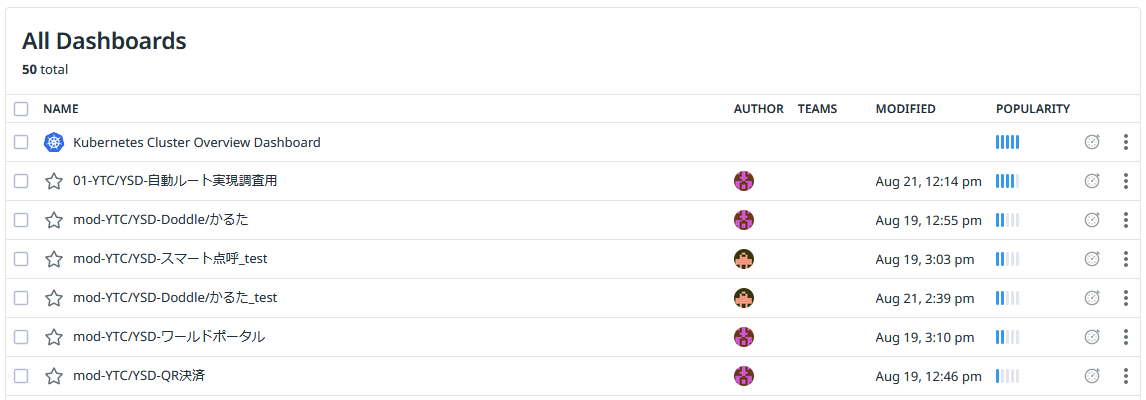 All Dashboards
50 total
NAME AUTHOR TEAMS MODIFIED POPULARITY
Kubernetes Cluster Overview Dashboard
01-YTC/YSD-自動ルート実現調査用 Aug 21, 12:14 pm
mod-YTC/YSD-Doddle/かるた Aug 19, 12:55 pm
mod-YTC/YSD-スマート点呼_test Aug 19, 3:03 pm
mod-YTC/YSD-Doddle/かるた_test Aug 21, 2:39 pm
mod-YTC/YSD-ワールドポータル Aug 19, 3:10 pm
mod-YTC/YSD-QR決済 Aug 19, 12:46 pm